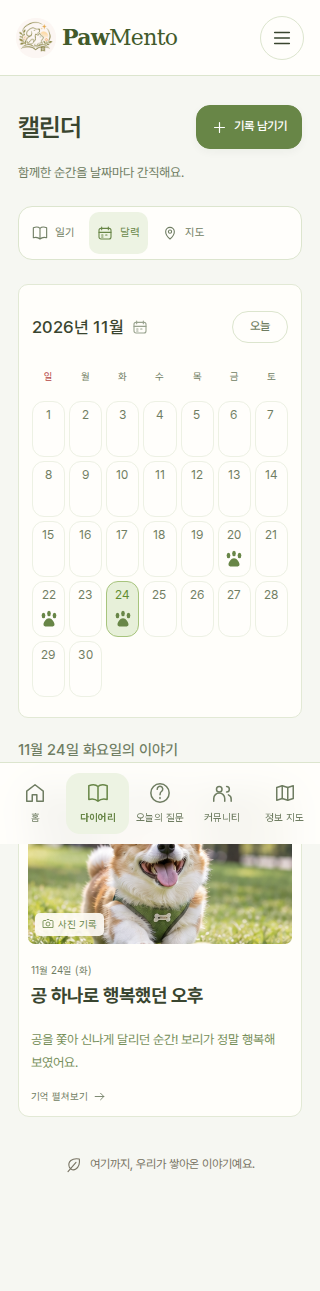 PawMento
캘린더
기록 남기기
함께한 순간을 날짜마다 간직해요.
일기 달력 지도
2026년 11월 오늘
일 월 화 수 목 금 토
1 2 3 4 5 6 7
8 9 10 11 12 13 14
15 16 17 18 19 20 21
22 23 24 25 26 27 28
29 30
11월 24일 화요일의 이야기
홈 다이어리 오늘의 질문 커뮤니티 정보 지도
사진 기록
11월 24일 (화)
공 하나로 행복했던 오후
공을 쫓아 신나게 달리던 순간! 보리가 정말 행복해
보였어요.
기억 펼쳐보기
여기까지, 우리가 쌓아온 이야기예요.